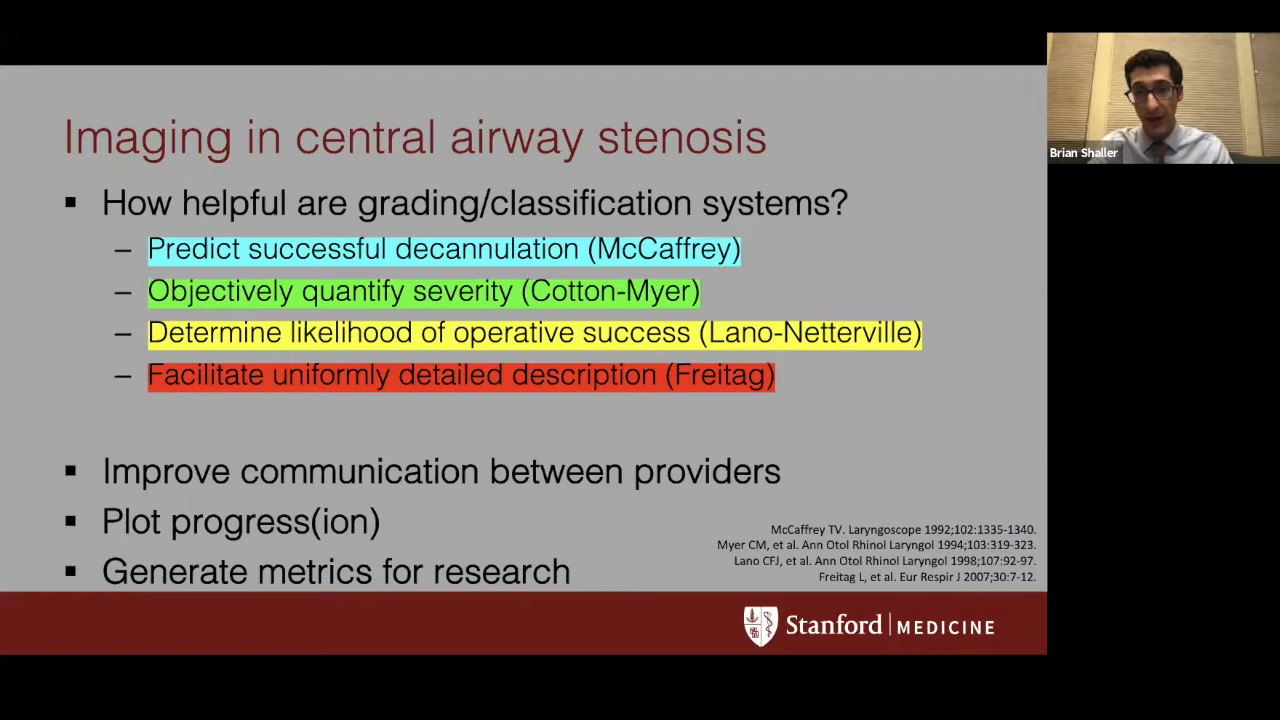 Imaging in central airway stenosis
▪ How helpful are grading/classification systems?
– Predict successful decannulation (McCaffrey)
– Objectively quantify severity (Cotton-Myer)
– Determine likelihood of operative success (Lano-Netterville)
– Facilitate uniformly detailed description (Freitag)
▪ Improve communication between providers
▪ Plot progress(ion)
▪ Generate metrics for research
McCaffrey TV. Laryngoscope 1992;102:1335-1340.
Myer CM, et al. Ann Otol Rhinol Laryngol 1994;103:319-323.
Lano CFJ, et al. Ann Otol Rhinol Laryngol 1998;107:92-97.
Freitag L, et al. Eur Respir J 2007;30:7-12.
Stanford MEDICINE
Brian Shaller